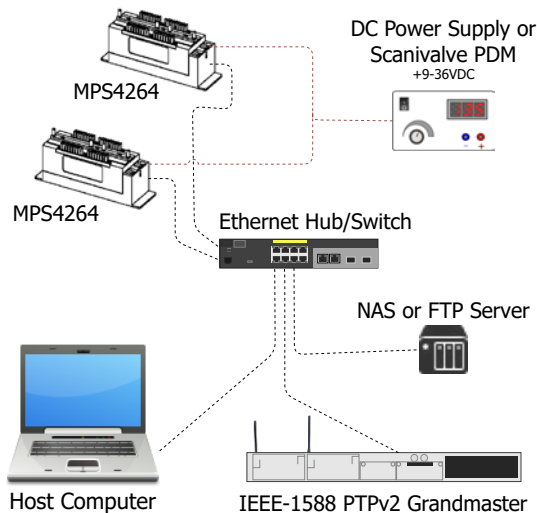 DC Power Supply or
Scanivalve PDM
+9-36VDC
MPS4264
MPS4264
Ethernet Hub/Switch
NAS or FTP Server
Host Computer
IEEE-1588 PTPv2 Grandmaster